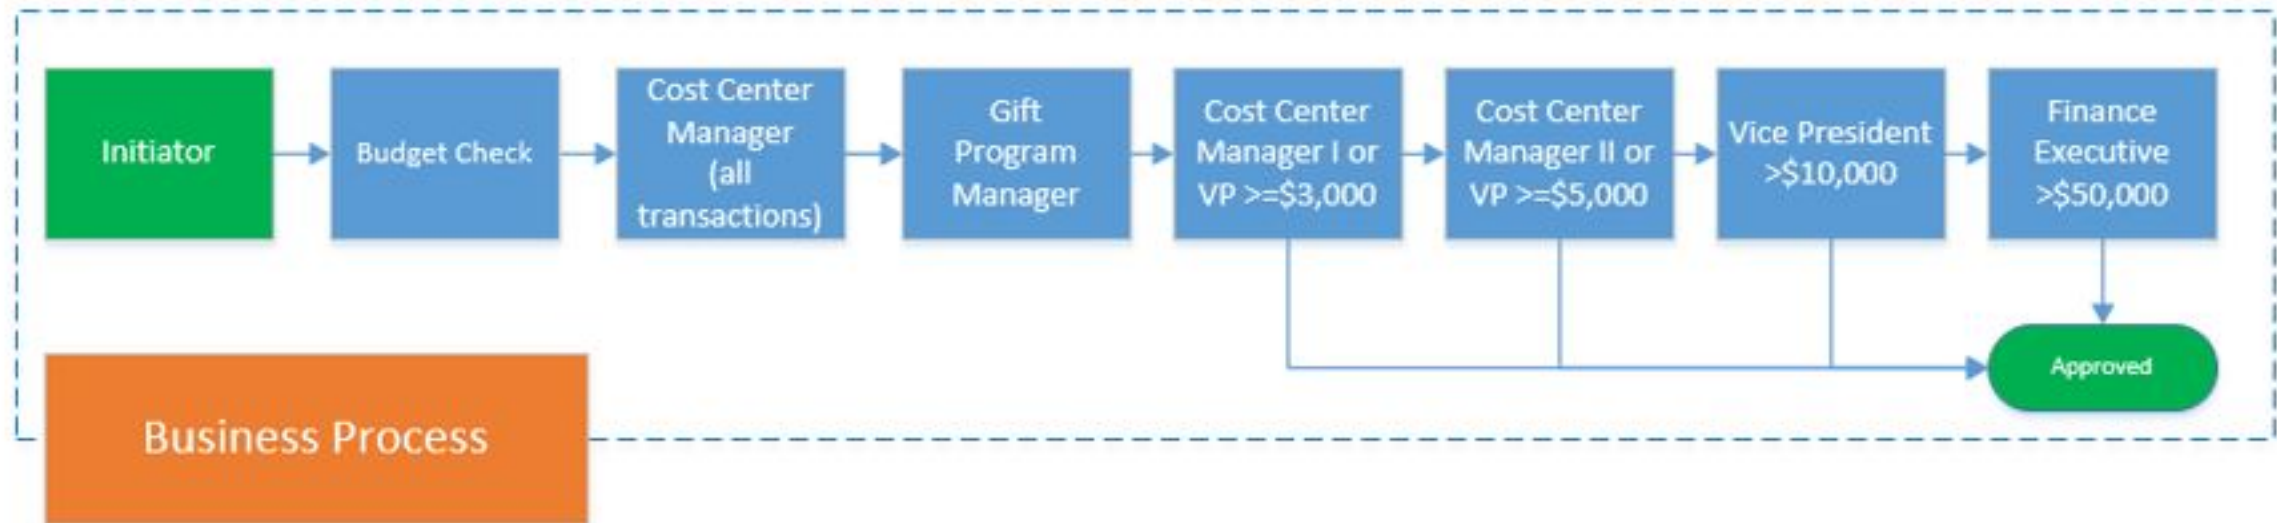 Initiator
Budget Check
Cost Center
Manager
(all
transactions)
Gift
Program
Manager
Cost Center
Manager I or
VP >=$3,000
Cost Center
Manager II or
VP >=$5,000
Vice President
>$10,000
Finance
Executive
>$50,000
Approved
Business Process